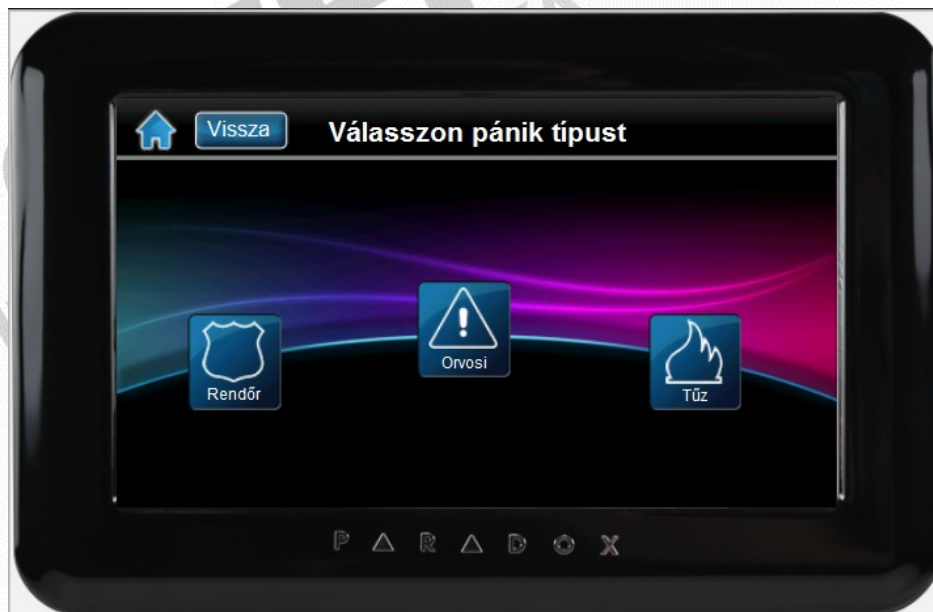 Vissza
Válasszon pánik típust
Orvosi
Rendőr
Tűz
PARADOX